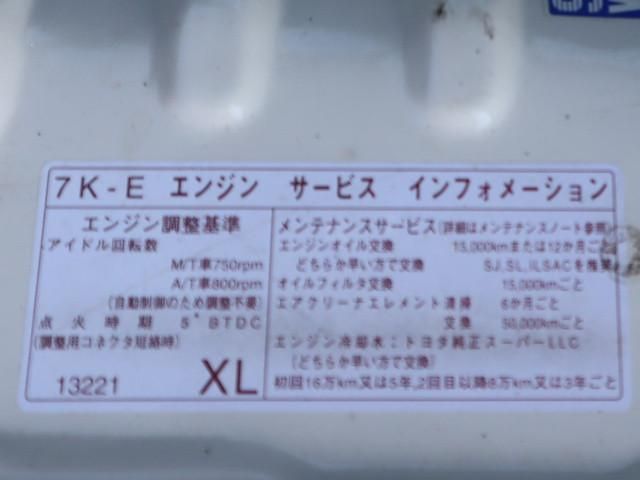 7K-E エンジン サービス インフォメーション
エンジン調整基準
アイドル回転数
M/T車750rpm
A/T車800rpm
(自動制御のため調整不要)
点火時期 5°BTDC
(調整用コネクタ短絡時)
13221 XL
メンテナンスサービス(詳細はメンテナンスノート参照)
エンジンオイル交換 15,000kmまたは12か月ごと
どちらか早い方で交換 SJ,SL,ILSACを推奨
オイルフィルタ交換 15,000kmごと
エアクリーナエレメント清掃 6か月ごと
交換 50,000kmごと
エンジン冷却水:トヨタ純正スーパーLLC
(どちらか早い方で交換)
初回16万km又は5年,2回目以降8万km又は3年ごと